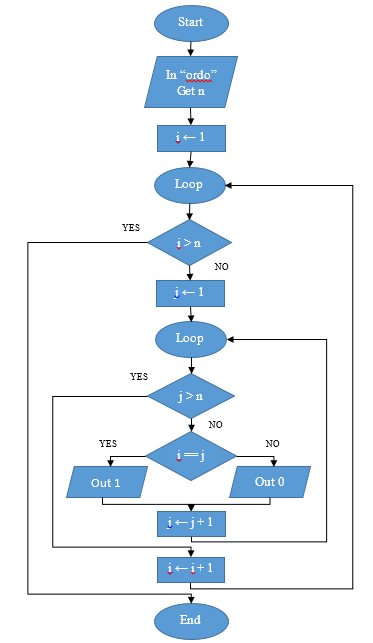 Start
In “ordo”
Get n
i ← 1
Loop
YES
i > n
NO
j ← 1
Loop
YES
j > n
NO
YES
i == j
NO
Out 1
Out 0
j ← j + 1
i ← i + 1
End